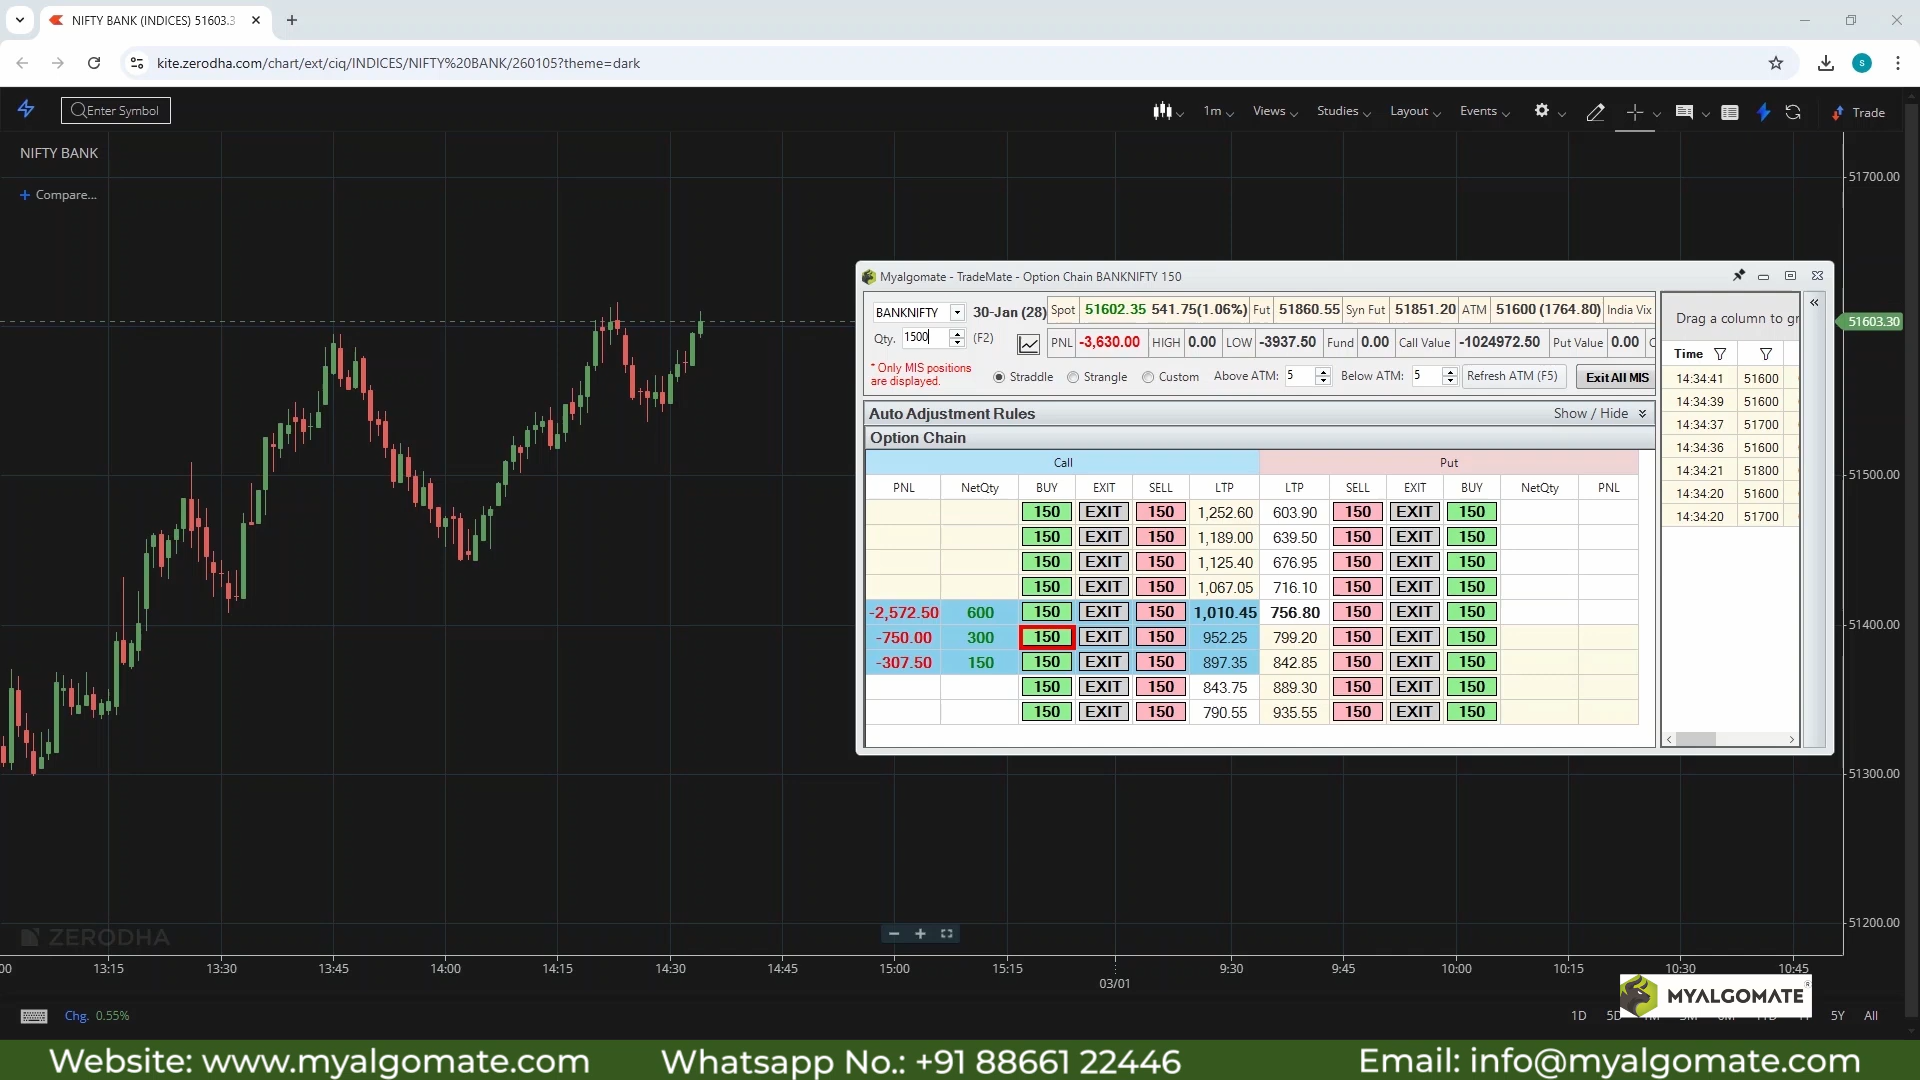 NIFTY BANK (INDICES) 51603.3
kite.zerodha.com/chart/ext/ciq/INDICES/NIFTY%20BANK/260105?theme=dark
S
Enter Symbol
1m
Views
Studies
Layout
Events
Trade
NIFTY BANK
Compare...
51700.00
51603.30
51500.00
51400.00
51300.00
51200.00
Myalgomate - TradeMate - Option Chain BANKNIFTY 150
BANKNIFTY 30-Jan (28) Spot 51602.35 541.75(1.06%) Fut 51860.55 Syn Fut 51851.20 ATM 51600 (1764.80) India Vix
Qty. 1500 (F2) PNL -3,630.00 HIGH 0.00 LOW -3937.50 Fund 0.00 Call Value -1024972.50 Put Value 0.00
* Only MIS positions
are displayed.
Straddle Strangle Custom Above ATM: 5 Below ATM: 5 Refresh ATM (F5) Exit All MIS
Auto Adjustment Rules Show / Hide
Option Chain
Call Put
PNL NetQty BUY EXIT SELL LTP LTP SELL EXIT BUY NetQty PNL
150 EXIT 150 1,252.60 603.90 150 EXIT 150
150 EXIT 150 1,189.00 639.50 150 EXIT 150
150 EXIT 150 1,125.40 676.95 150 EXIT 150
150 EXIT 150 1,067.05 716.10 150 EXIT 150
-2,572.50 600 150 EXIT 150 1,010.45 756.80 150 EXIT 150
-750.00 300 150 EXIT 150 952.25 799.20 150 EXIT 150
-307.50 150 150 EXIT 150 897.35 842.85 150 EXIT 150
150 EXIT 150 843.75 889.30 150 EXIT 150
150 EXIT 150 790.55 935.55 150 EXIT 150
Drag a column to gr
Time
14:34:41 51600
14:34:39 51600
14:34:37 51700
14:34:36 51600
14:34:21 51800
14:34:20 51600
14:34:20 51700
ZERODHA
00 13:15 13:30 13:45 14:00 14:15 14:30 14:45 15:00 15:15 9:30 9:45 10:00 10:15 10:30 10:45
03/01
Chg. 0.55%
1D 5D 5Y All
MYALGOMATE
Website: www.myalgomate.com Whatsapp No.: +91 88661 22446 Email: info@myalgomate.com